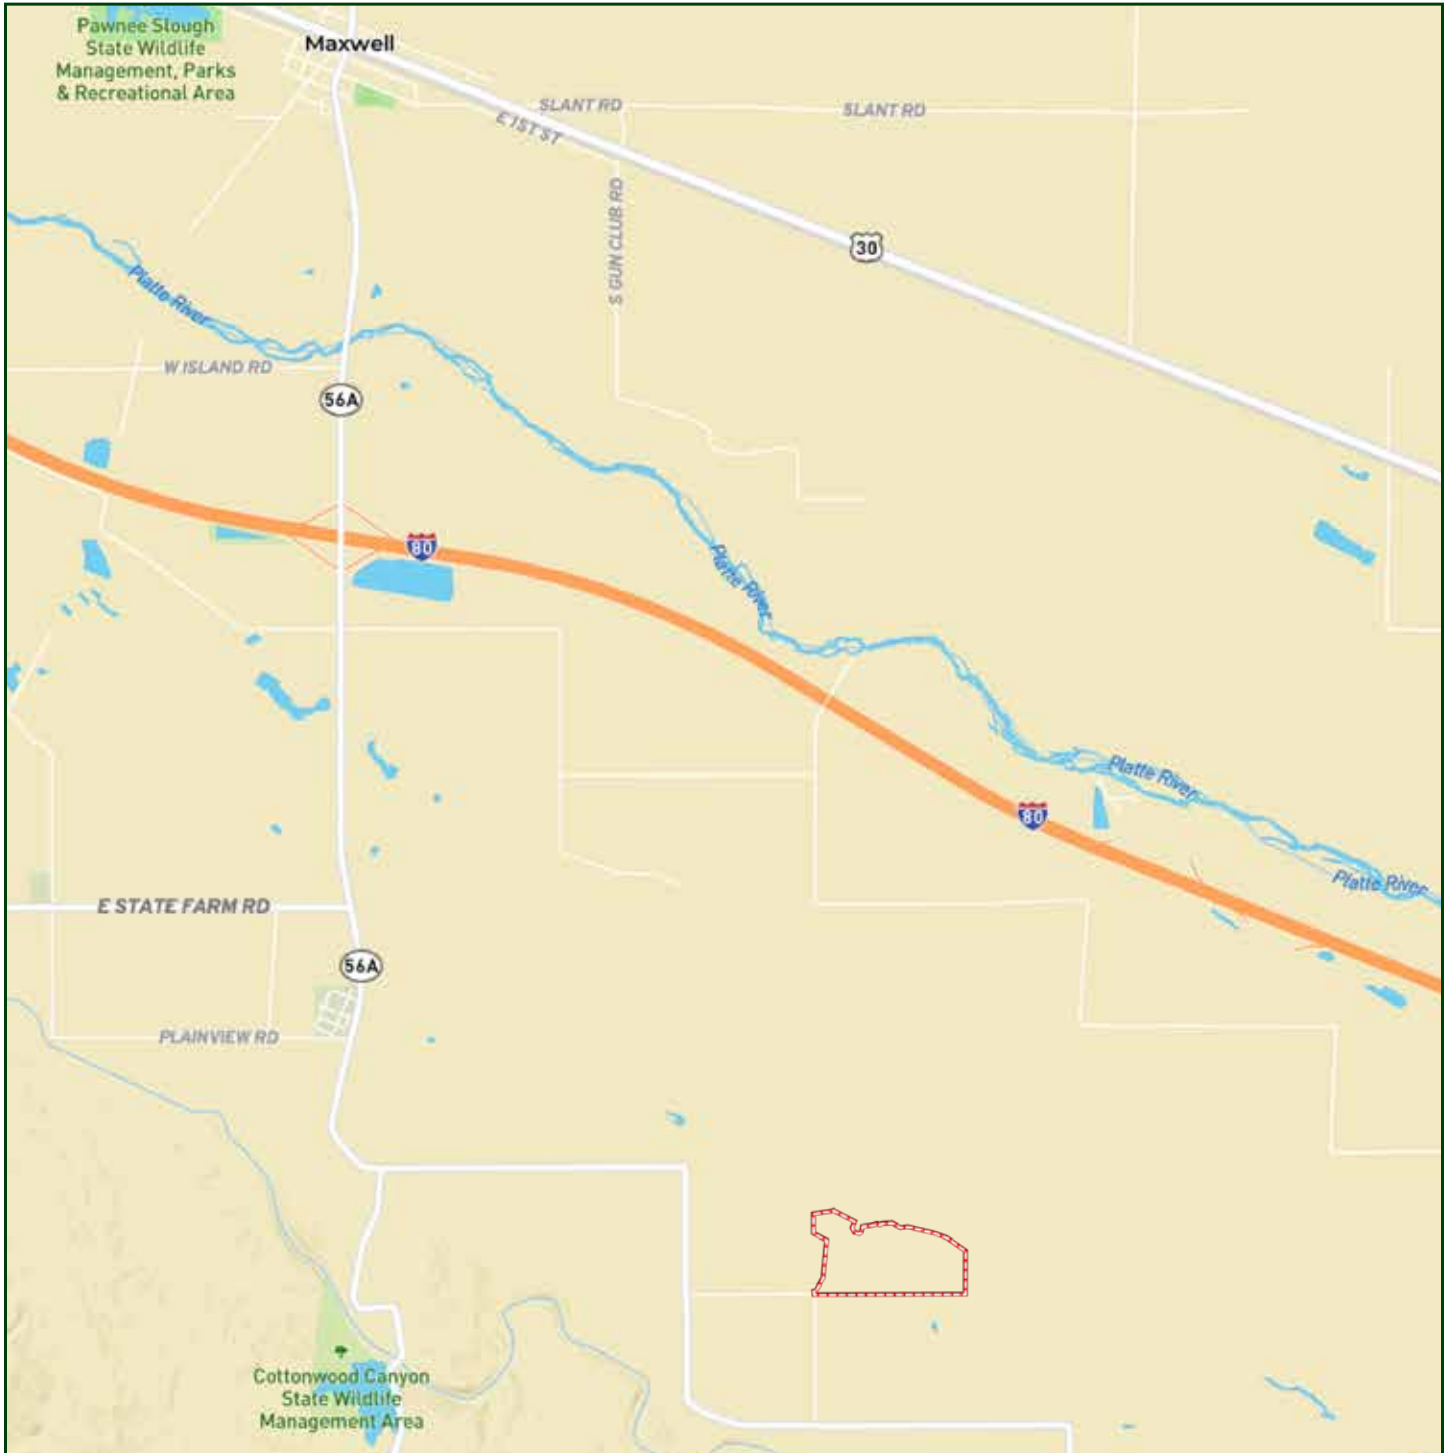 Pawnee Slough
State Wildlife
Management, Parks
& Recreational Area
Maxwell
SLANT RD
SLANT RD
E 1ST ST
S GUN CLUB RD
30
Platte River
W ISLAND RD
56A
80
Platte River
Platte River
80
Platte River
E STATE FARM RD
56A
PLAINVIEW RD
Cottonwood Canyon
State Wildlife
Management Area